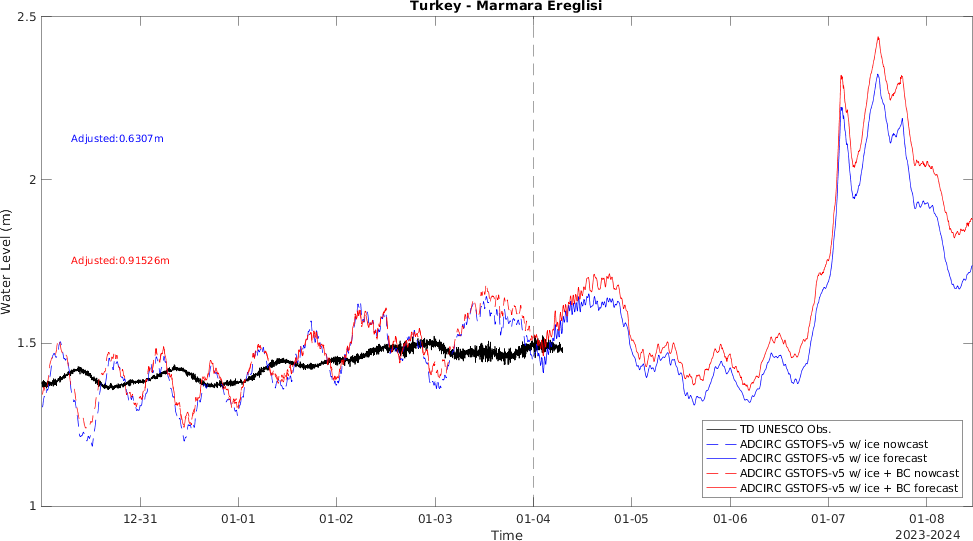 Turkey - Marmara Ereglisi
2.5
Adjusted:0.6307m
2
Adjusted:0.91526m
Water Level (m)
1.5
TD UNESCO Obs.
ADCIRC GSTOFS-v5 w/ ice nowcast
ADCIRC GSTOFS-v5 w/ ice forecast
ADCIRC GSTOFS-v5 w/ ice + BC nowcast
ADCIRC GSTOFS-v5 w/ ice + BC forecast
1
12-31 01-01 01-02 01-03 01-04 01-05 01-06 01-07 01-08
Time
2023-2024